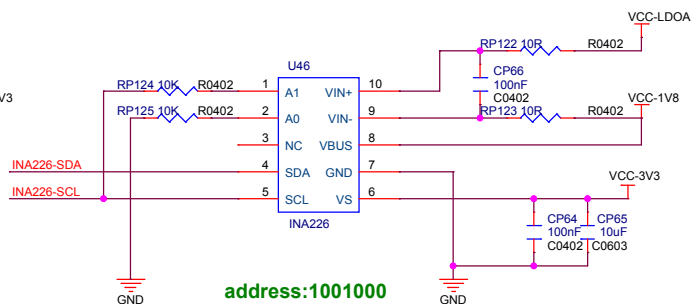 VCC-LDOA
U46
RP122 10R R0402
RP124 10K R0402 1 A1 VIN+ 10
CP66
100nF
C0402
V3
RP125 10K R0402 2 A0 VIN- 9 RP123 10R R0402
VCC-1V8
3 NC VBUS 8
INA226-SDA 4 SDA GND 7
VCC-3V3
INA226-SCL 5 SCL VS 6
INA226
CP64 CP65
100nF 10uF
C0402 C0603
GND address:1001000 GND